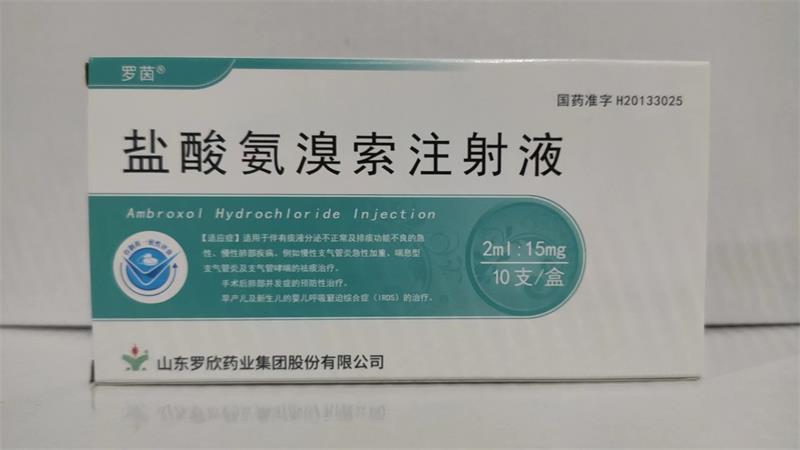 罗茵®
国药准字 H20133025
盐酸氨溴索注射液
Ambroxol Hydrochloride Injection
【适应症】适用于伴有痰液分泌不正常及排痰功能不良的急
性、慢性肺部疾病。例如慢性支气管炎急性加重、喘息型
支气管炎及支气管哮喘的祛痰治疗。
手术后肺部并发症的预防性治疗。
早产儿及新生儿的婴儿呼吸窘迫综合症（IRDS）的治疗。
2ml:15mg
10支/盒
山东罗欣药业集团股份有限公司